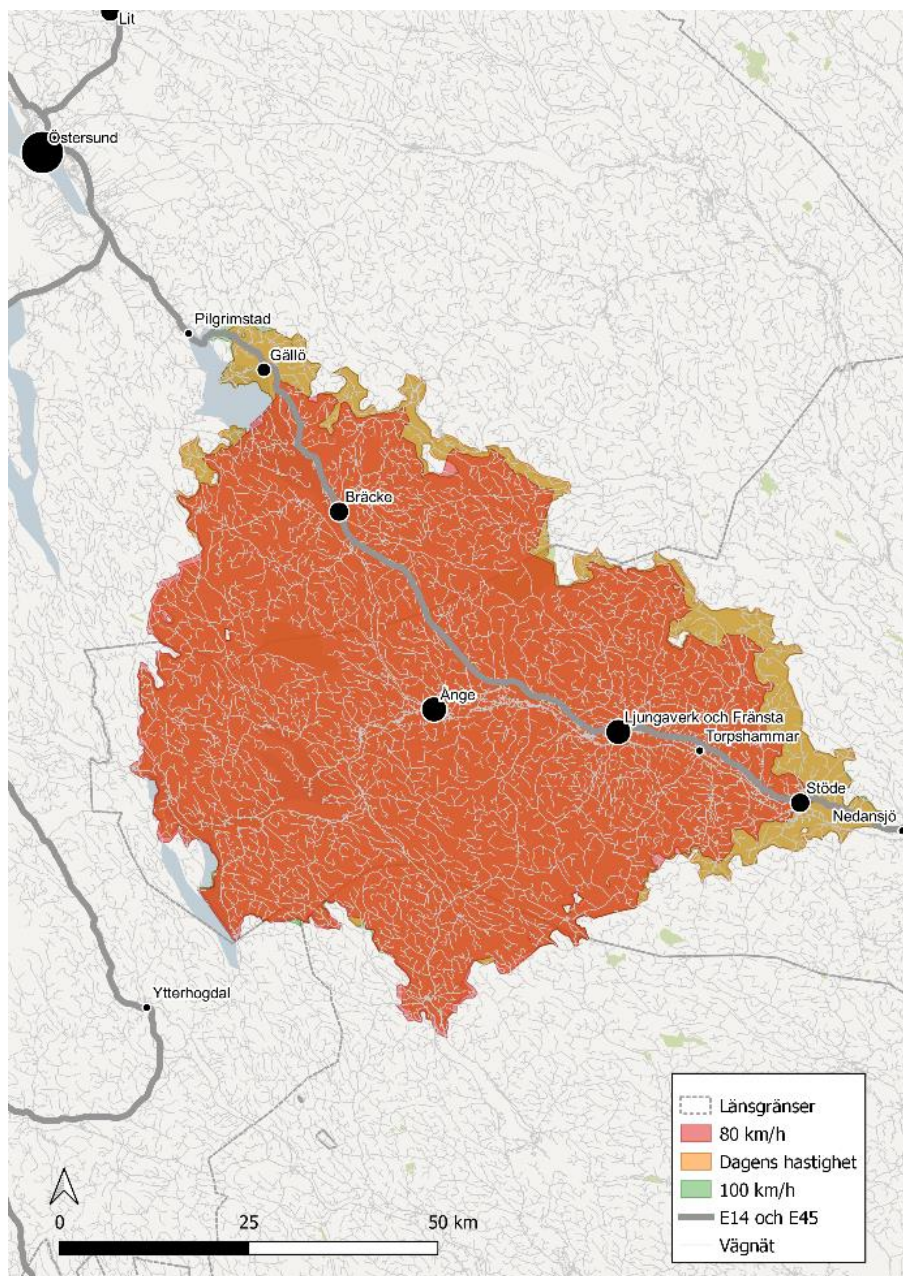 Lit
Östersund
Pilgrimstad
Gällö
Bräcke
Ånge
Ljungaverk och Fränsta
Torpshammar
Stöde
Nedansjö
Ytterhogdal
Länsgränser
80 km/h
Dagens hastighet
100 km/h
E14 och E45
Vägnät
0 25 50 km